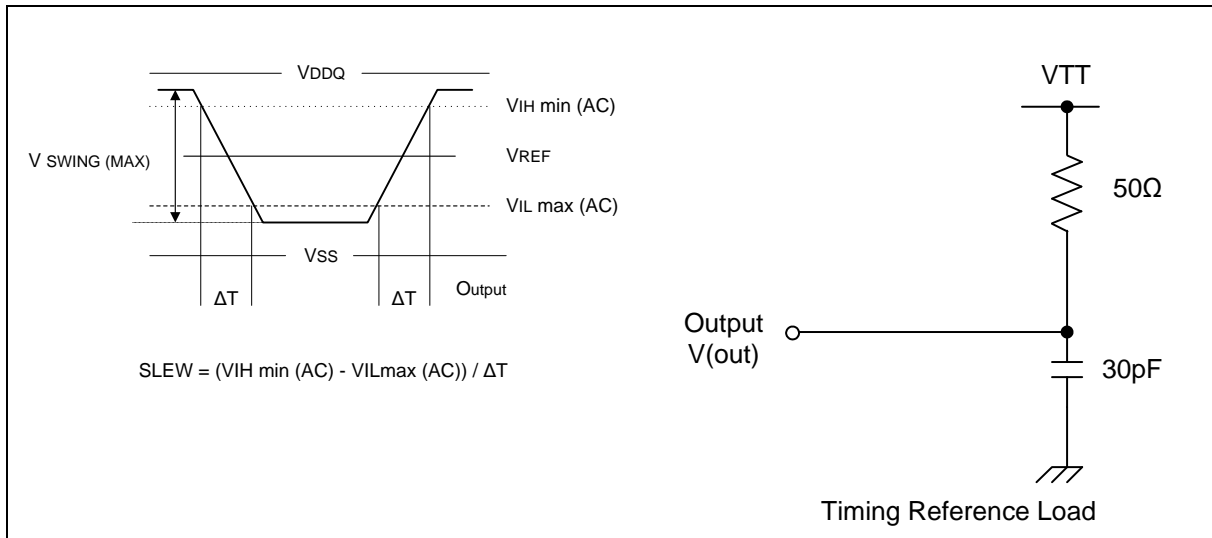 VDDQ
VIH min (AC)
V SWING (MAX)
VREF
VIL max (AC)
VSS
Output
ΔT
ΔT
SLEW = (VIH min (AC) - VILmax (AC)) / ΔT
VTT
50Ω
Output
V(out)
30pF
Timing Reference Load